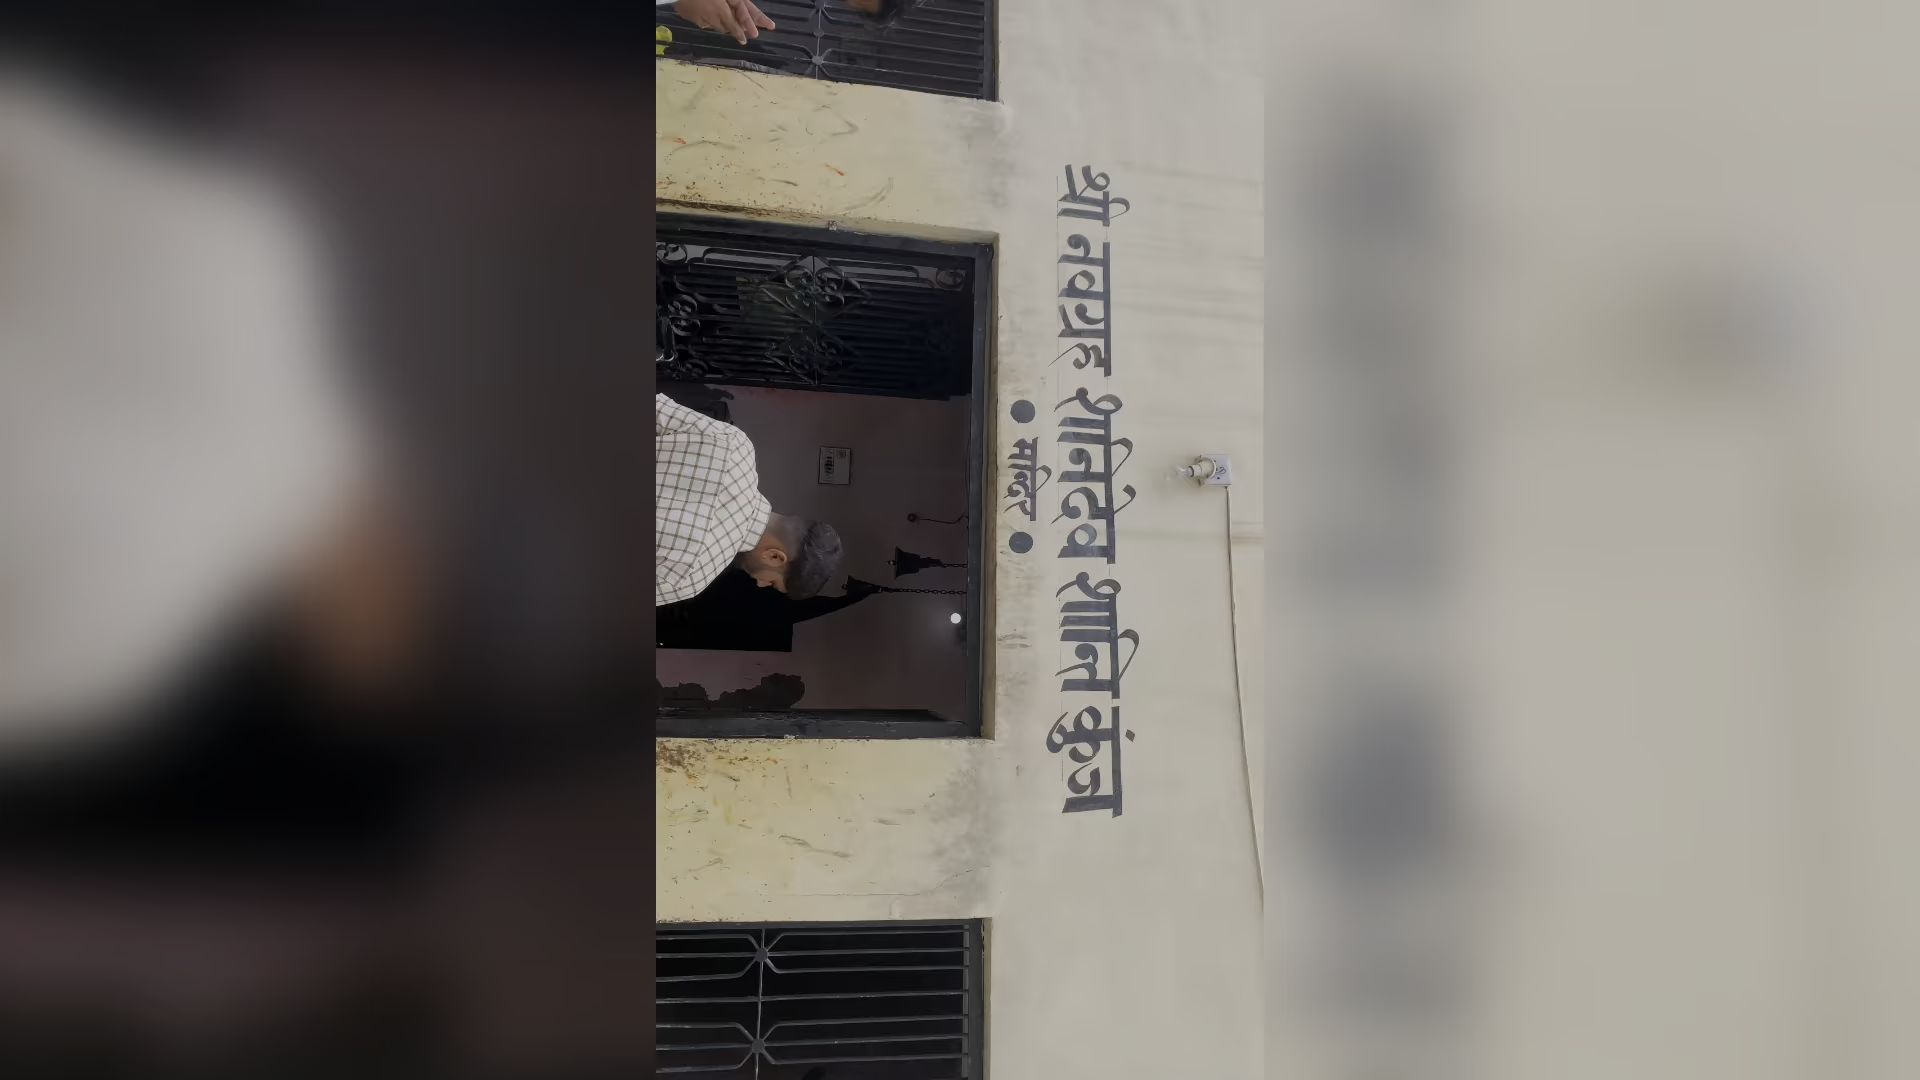 श्री नवग्रह शनिदेव शान्ति कुंज
● मन्दिर ●